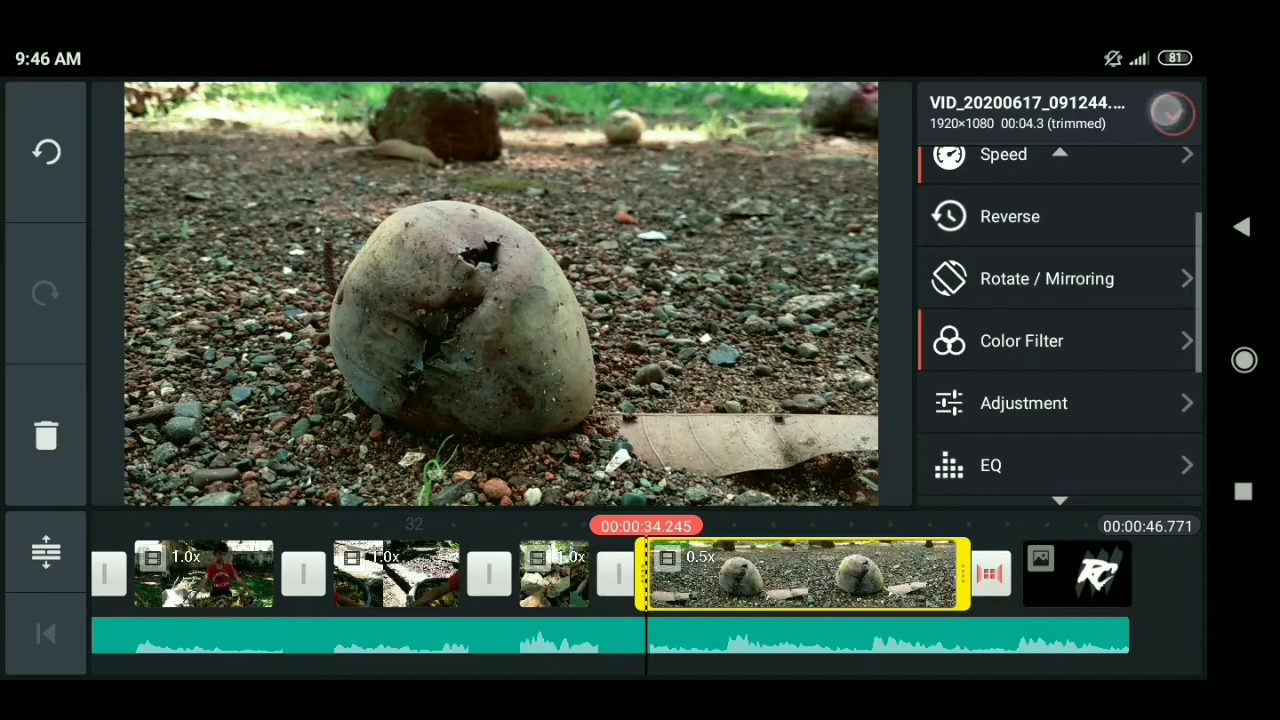 9:46 AM
81
VID_20200617_091244....
1920×1080 00:04.3 (trimmed)
Speed
Reverse
Rotate / Mirroring
Color Filter
Adjustment
EQ
32
00:00:34.245
00:00:46.771
1.0x
1.0x
1.0x
0.5x
RC